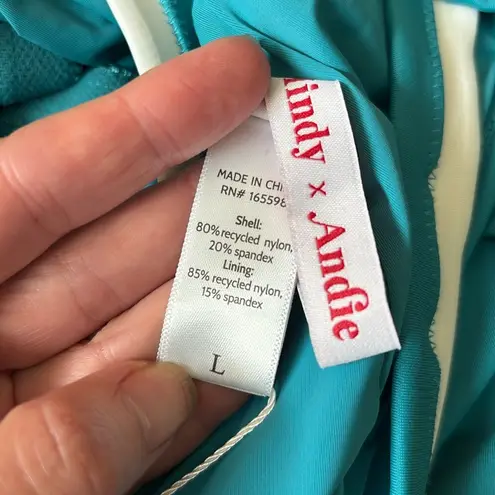 MADE IN CHI
RN# 165598
Shell:
80% recycled nylon,
20% spandex
Lining:
85% recycled nylon,
15% spandex
L
indy x Andie